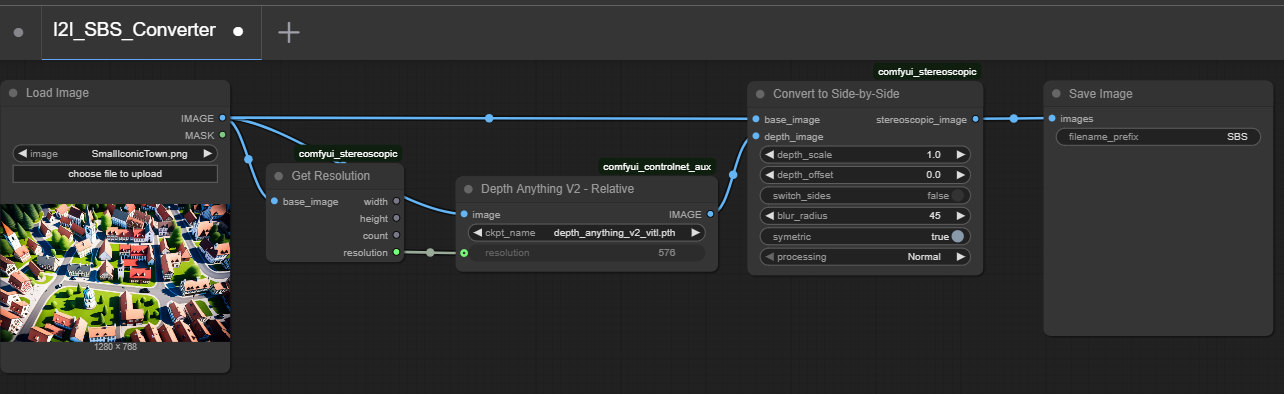 I2I_SBS_Converter
Load Image
IMAGE
MASK
image SmallIconicTown.png
choose file to upload
1280 × 768
comfyui_stereoscopic
Get Resolution
base_image width
height
count
resolution
comfyui_controlnet_aux
Depth Anything V2 - Relative
image IMAGE
ckpt_name depth_anything_v2_vitl.pth
resolution 576
comfyui_stereoscopic
Convert to Side-by-Side
base_image stereoscopic_image
depth_image
depth_scale 1.0
depth_offset 0.0
switch_sides false
blur_radius 45
symetric true
processing Normal
Save Image
images
filename_prefix SBS